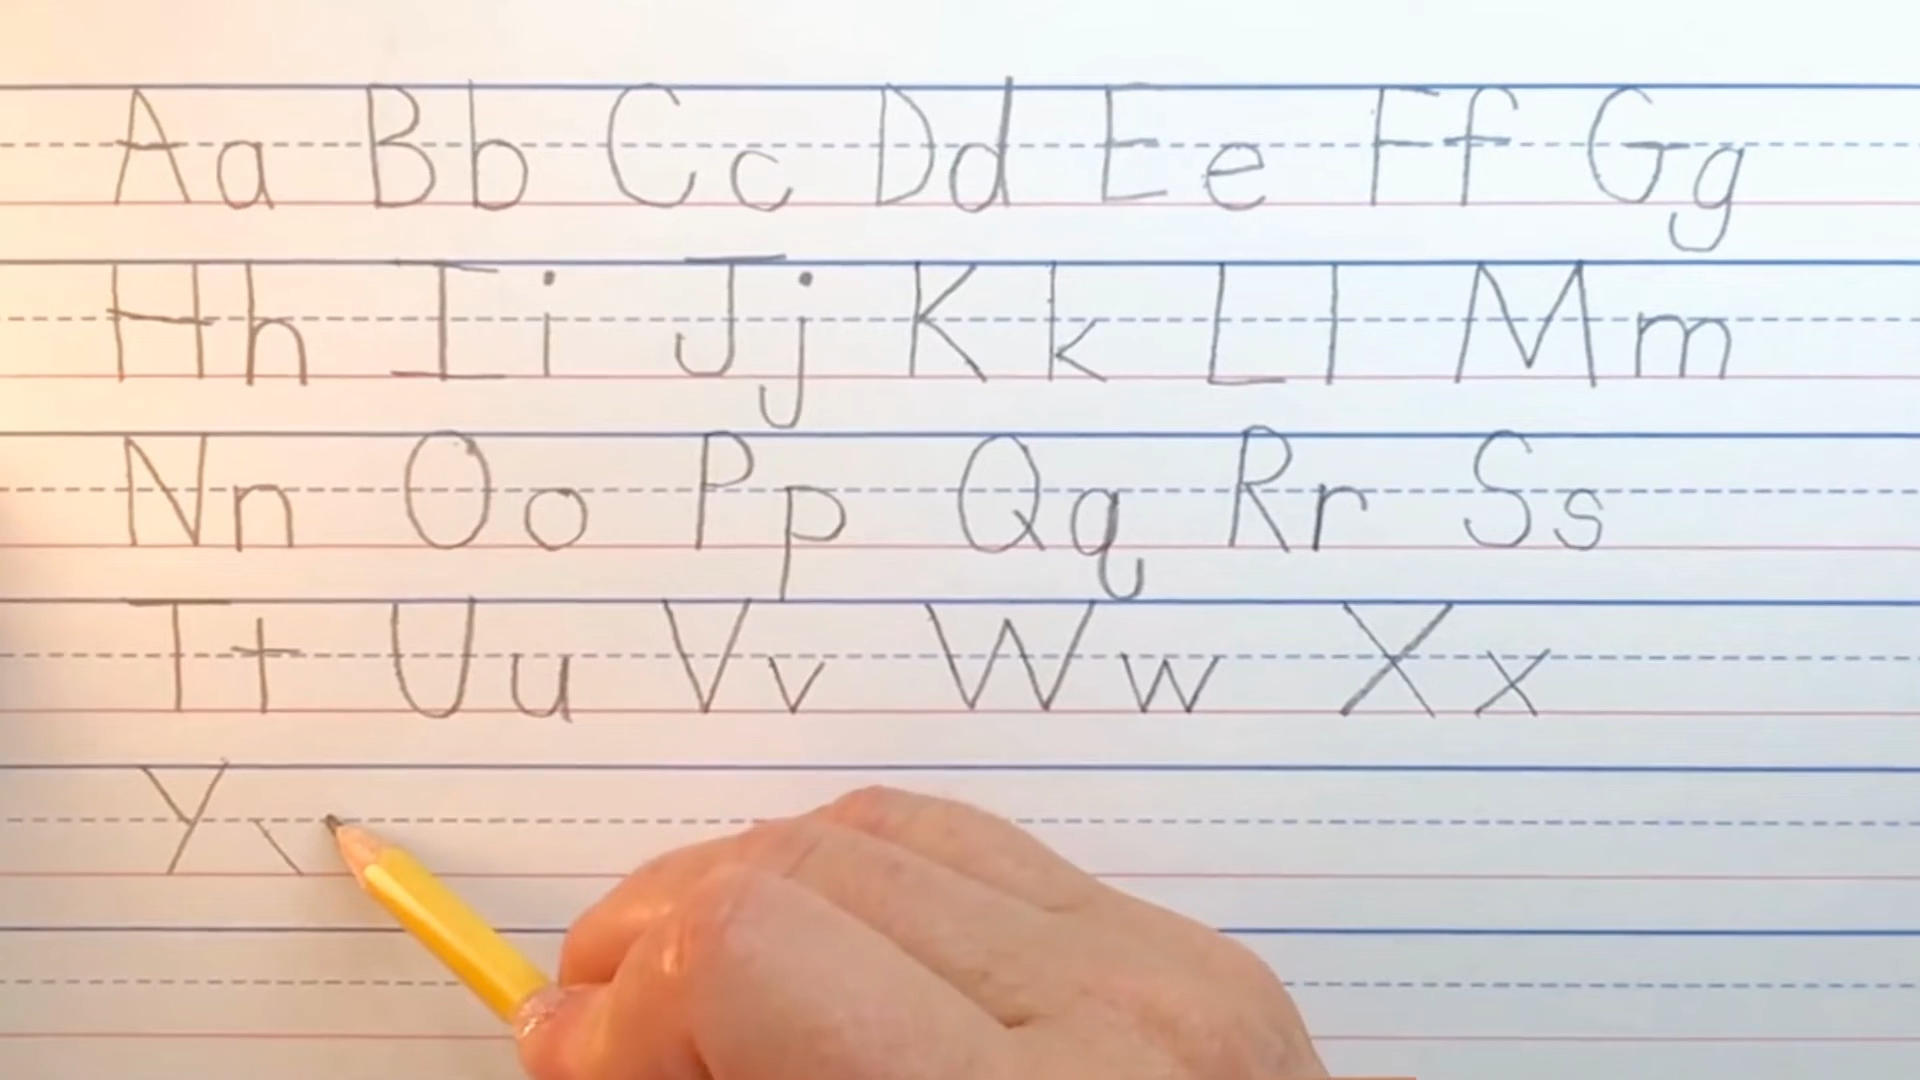 Aa Bb Cc Dd Ee Ff Gg
Hh Ii Jj Kk Ll Mm
Nn Oo Pp Qq Rr Ss
Tt Uu Vv Ww Xx
Y